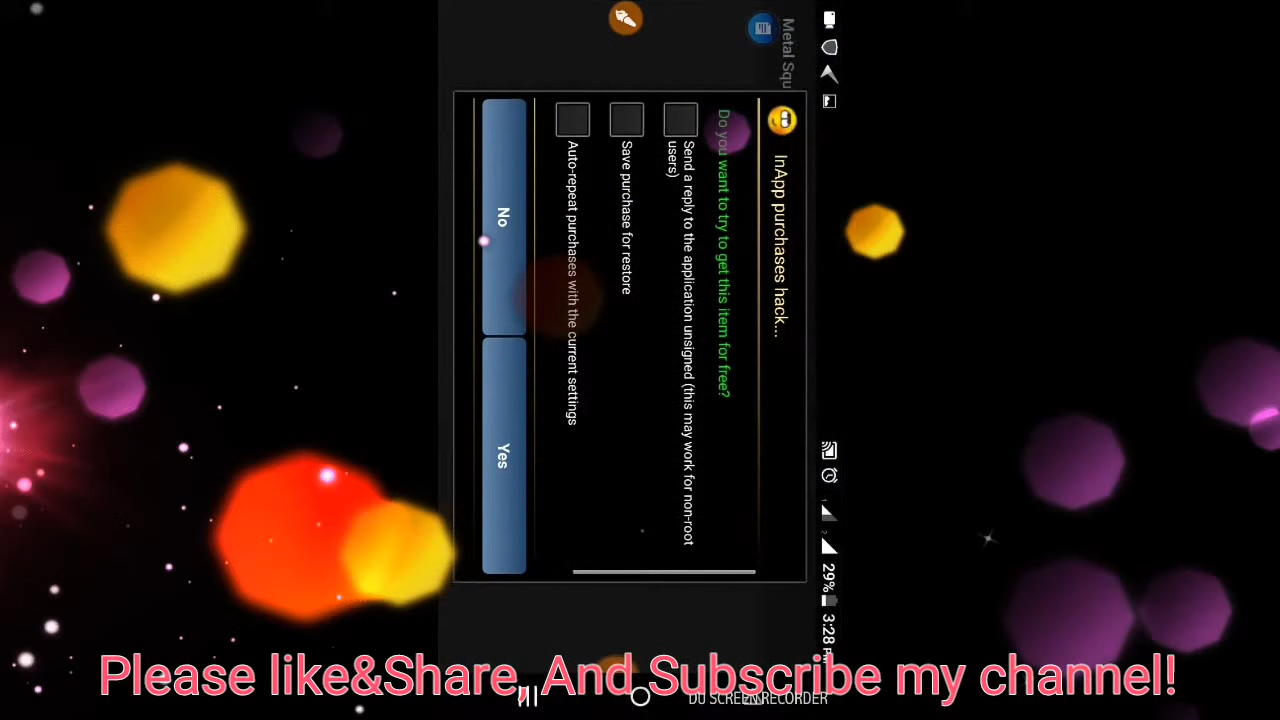 Metal Squ
InApp purchases hack...
Do you want to try to get this item for free?
Send a reply to the application unsigned (this may work for non-root
users)
Save purchase for restore
Auto-repeat purchases with the current settings
No
Yes
29% 3:28
Please like&Share, And Subscribe my channel!
DU SCREEN RECORDER